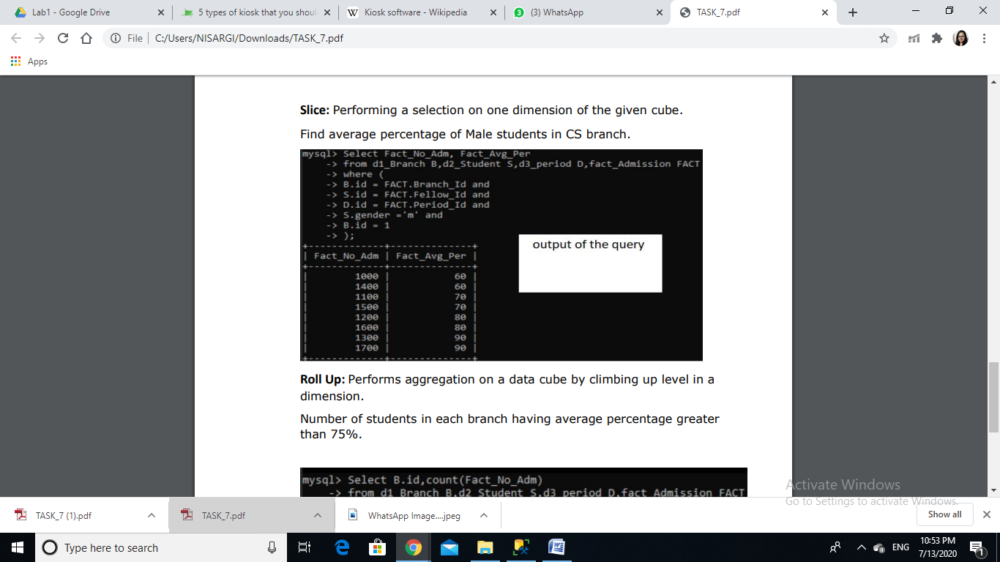 Lab1 - Google Drive
5 types of kiosk that you shoul
Kiosk software - Wikipedia
3 (3) WhatsApp
TASK_7.pdf
File C:/Users/NISARGI/Downloads/TASK_7.pdf
Apps
Slice: Performing a selection on one dimension of the given cube.
Find average percentage of Male students in CS branch.
mysql> Select Fact_No_Adm, Fact_Avg_Per
-> from d1_Branch B,d2_Student S,d3_period D,fact_Admission FACT
-> where (
-> B.id = FACT.Branch_Id and
-> S.id = FACT.Fellow_Id and
-> D.id = FACT.Period_Id and
-> S.gender ='m' and
-> B.id = 1
-> );
+-------------+--------------+
| Fact_No_Adm | Fact_Avg_Per |
+-------------+--------------+
| 1000 | 60 |
| 1400 | 60 |
| 1100 | 70 |
| 1500 | 70 |
| 1200 | 80 |
| 1600 | 80 |
| 1300 | 90 |
| 1700 | 90 |
+-------------+--------------+
output of the query
Roll Up: Performs aggregation on a data cube by climbing up level in a
dimension.
Number of students in each branch having average percentage greater
than 75%.
mysql> Select B.id,count(Fact_No_Adm)
-> from d1_Branch B,d2_Student S,d3_period D,fact_Admission FACT
Activate Windows
Go to Settings to activate Windows.
TASK_7 (1).pdf
TASK_7.pdf
WhatsApp Image....jpeg
Show all
Type here to search
ENG
10:53 PM
7/13/2020
1